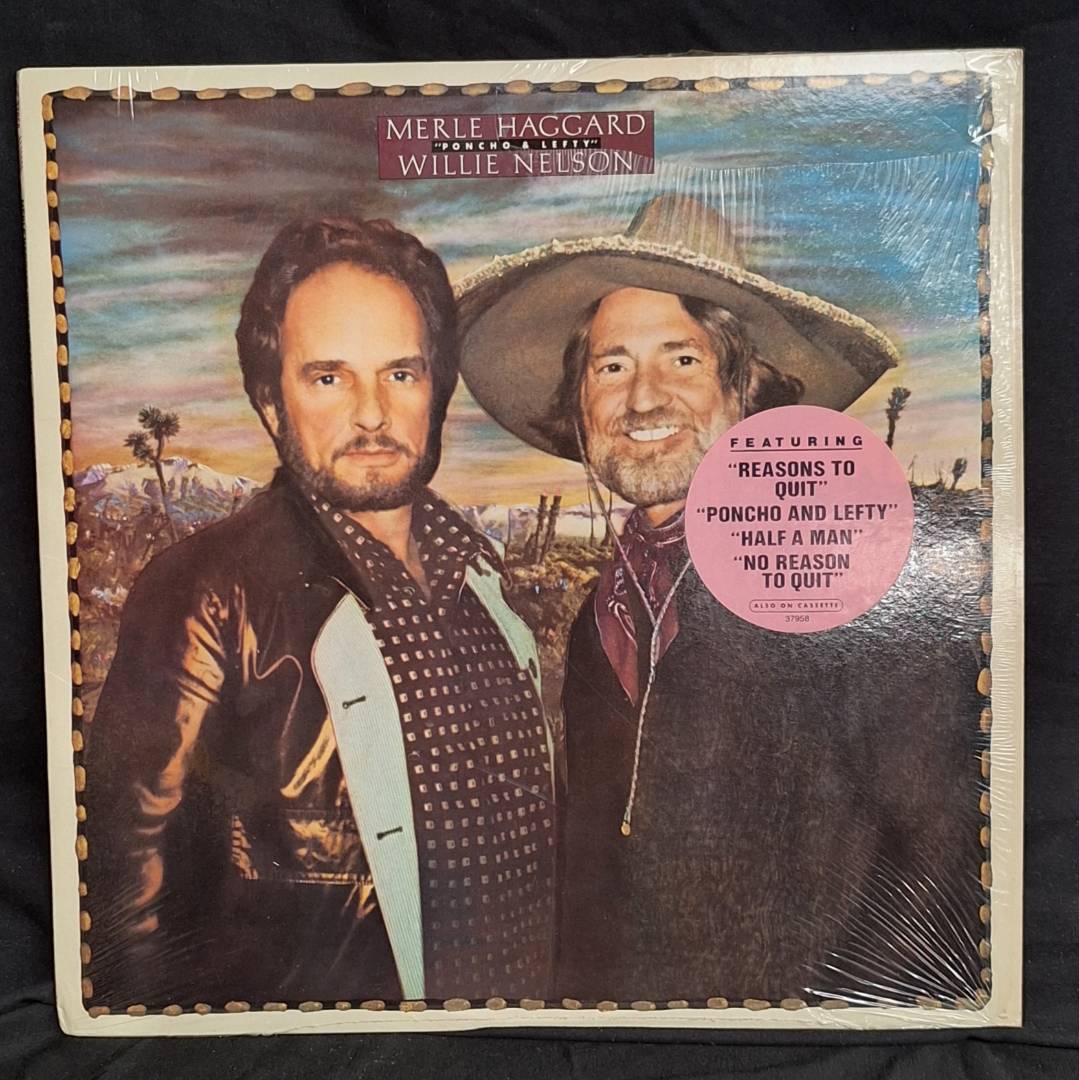 MERLE HAGGARD
"PONCHO & LEFTY"
WILLIE NELSON
FEATURING
"REASONS TO
QUIT"
"PONCHO AND LEFTY"
"HALF A MAN"
"NO REASON
TO QUIT"
ALSO ON CASSETTE
37958